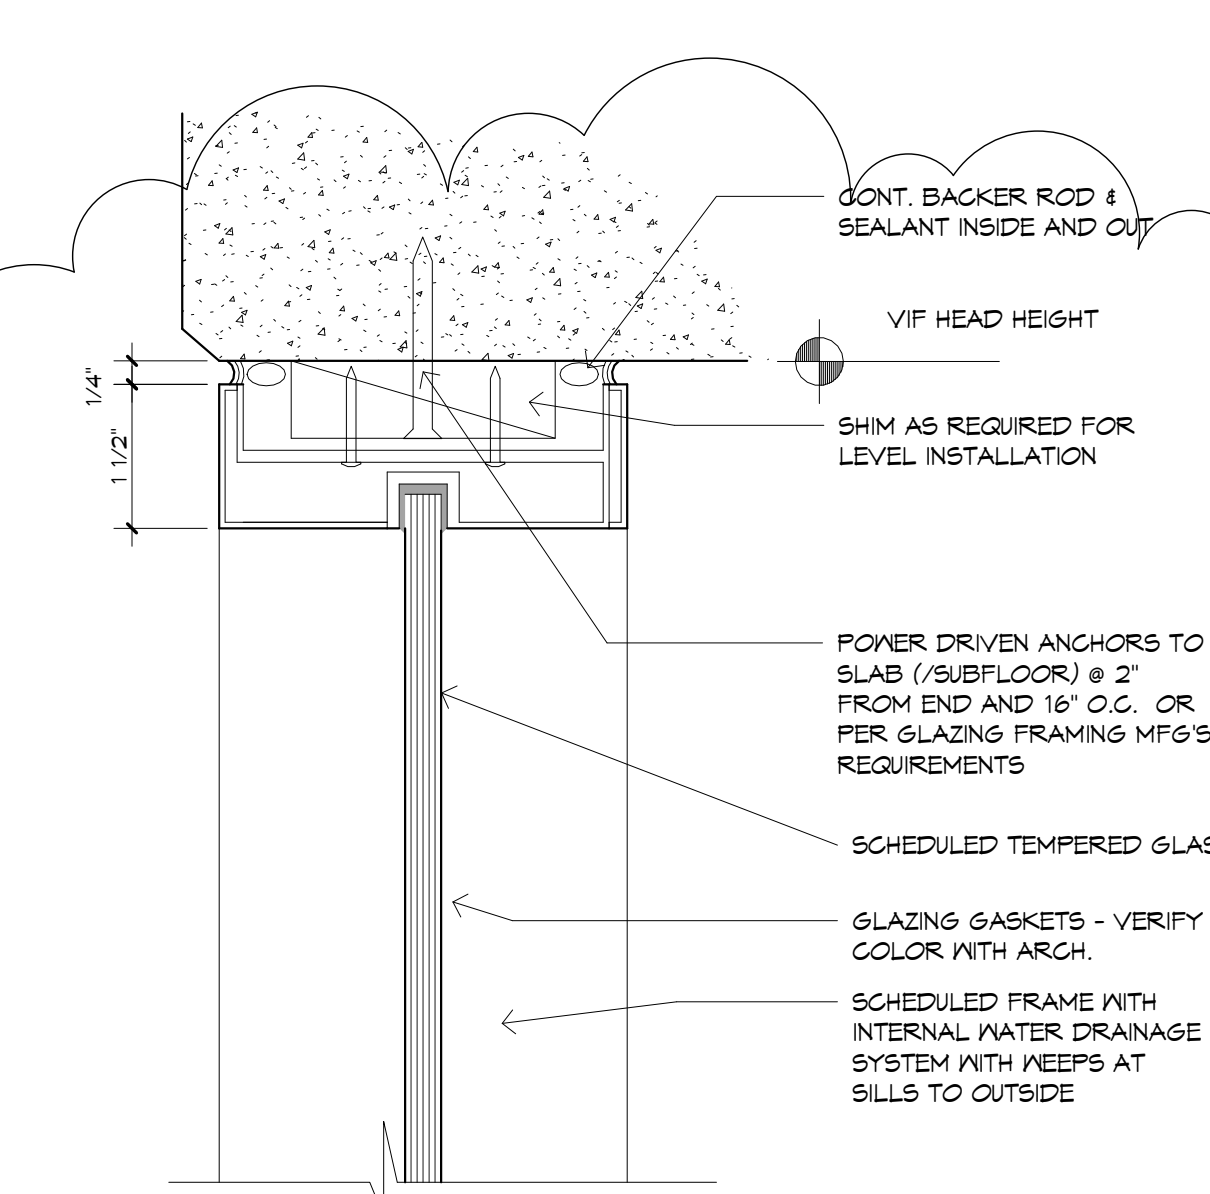 CONT. BACKER ROD &
SEALANT INSIDE AND OUT
VIF HEAD HEIGHT
1/4"
1 1/2"
SHIM AS REQUIRED FOR
LEVEL INSTALLATION
POWER DRIVEN ANCHORS TO
SLAB (/SUBFLOOR) @ 2"
FROM END AND 16" O.C. OR
PER GLAZING FRAMING MFG'S
REQUIREMENTS
SCHEDULED TEMPERED GLAS
GLAZING GASKETS - VERIFY
COLOR WITH ARCH.
SCHEDULED FRAME WITH
INTERNAL WATER DRAINAGE
SYSTEM WITH WEEPS AT
SILLS TO OUTSIDE